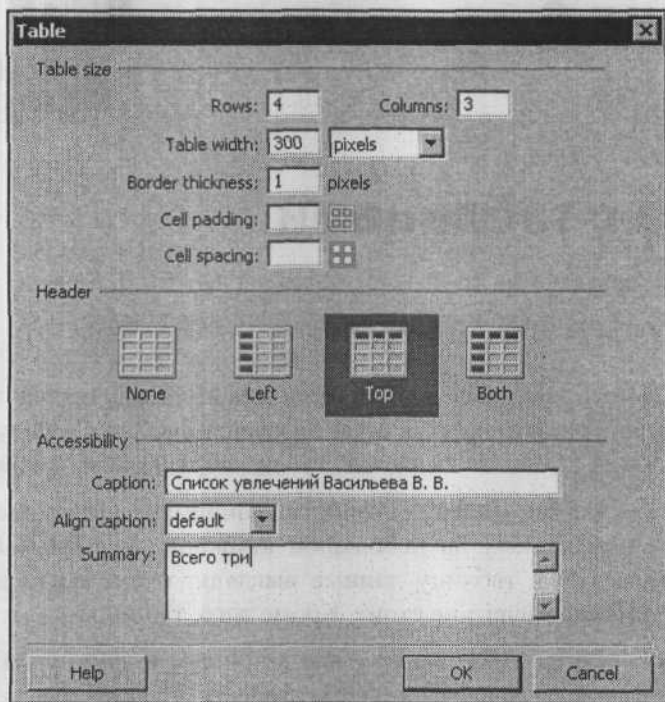 Table
Table size
Rows: 4 Columns: 3
Table width: 300 pixels
Border thickness: 1 pixels
Cell padding:
Cell spacing:
Header
None Left Top Both
Accessibility
Caption: Список увлечений Васильева В. В.
Align caption: default
Summary: Всего три
Help OK Cancel